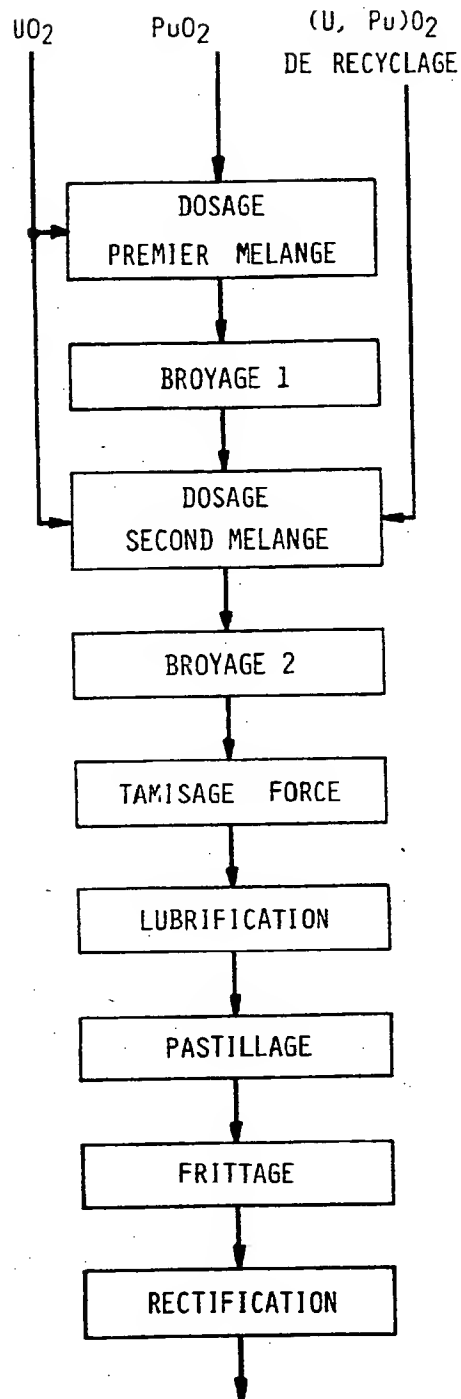 UO2 PuO2 (U, Pu)O2
DE RECYCLAGE
DOSAGE
PREMIER MELANGE
BROYAGE 1
DOSAGE
SECOND MELANGE
BROYAGE 2
TAMISAGE FORCE
LUBRIFICATION
PASTILLAGE
FRITTAGE
RECTIFICATION